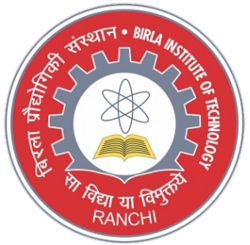 बिरला प्रौद्योगिकी संस्थान • BIRLA INSTITUTE OF TECHNOLOGY
सा विद्या या विमुक्तये
RANCHI